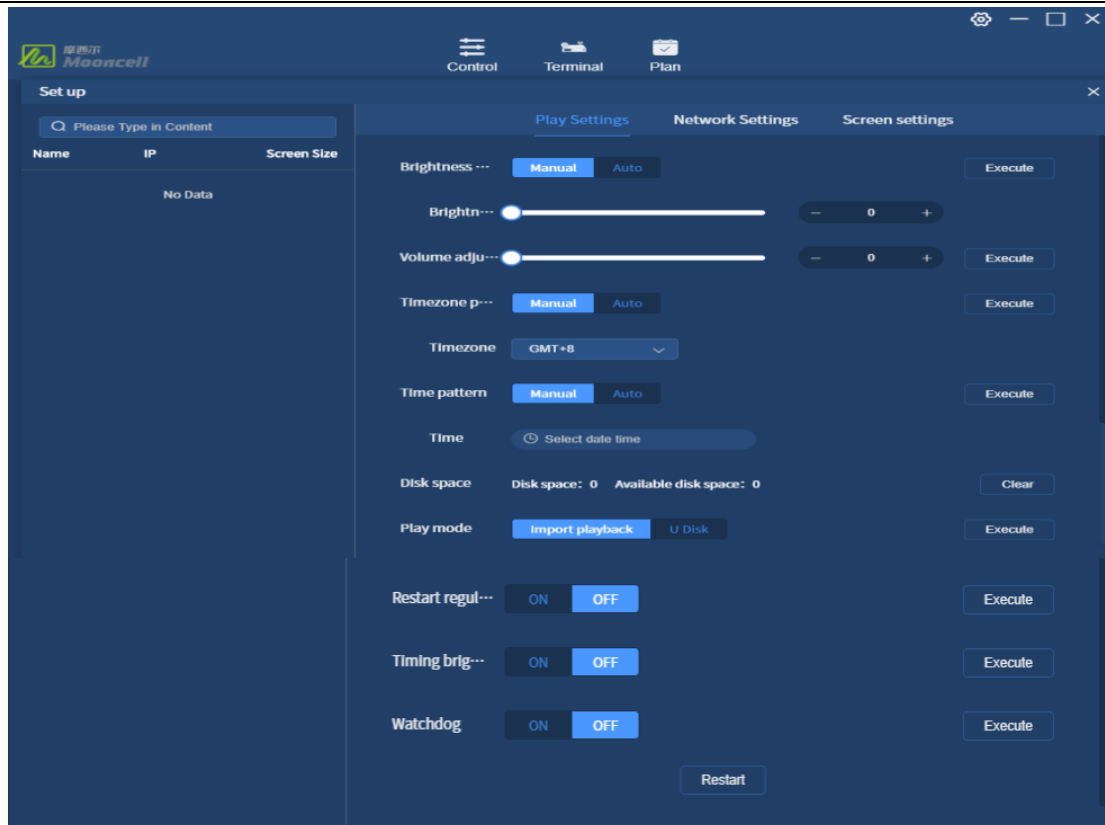 摩西尔
Mooncell
Control Terminal Plan
Set up
Please Type in Content
Name IP Screen Size
No Data
Play Settings Network Settings Screen settings
Brightness ··· Manual Auto Execute
Brightn··· − 0 +
Volume adju··· − 0 + Execute
Timezone p··· Manual Auto Execute
Timezone GMT+8
Time pattern Manual Auto Execute
Time Select date time
Disk space Disk space: 0 Available disk space: 0 Clear
Play mode Import playback U Disk Execute
Restart regul··· ON OFF Execute
Timing brig··· ON OFF Execute
Watchdog ON OFF Execute
Restart